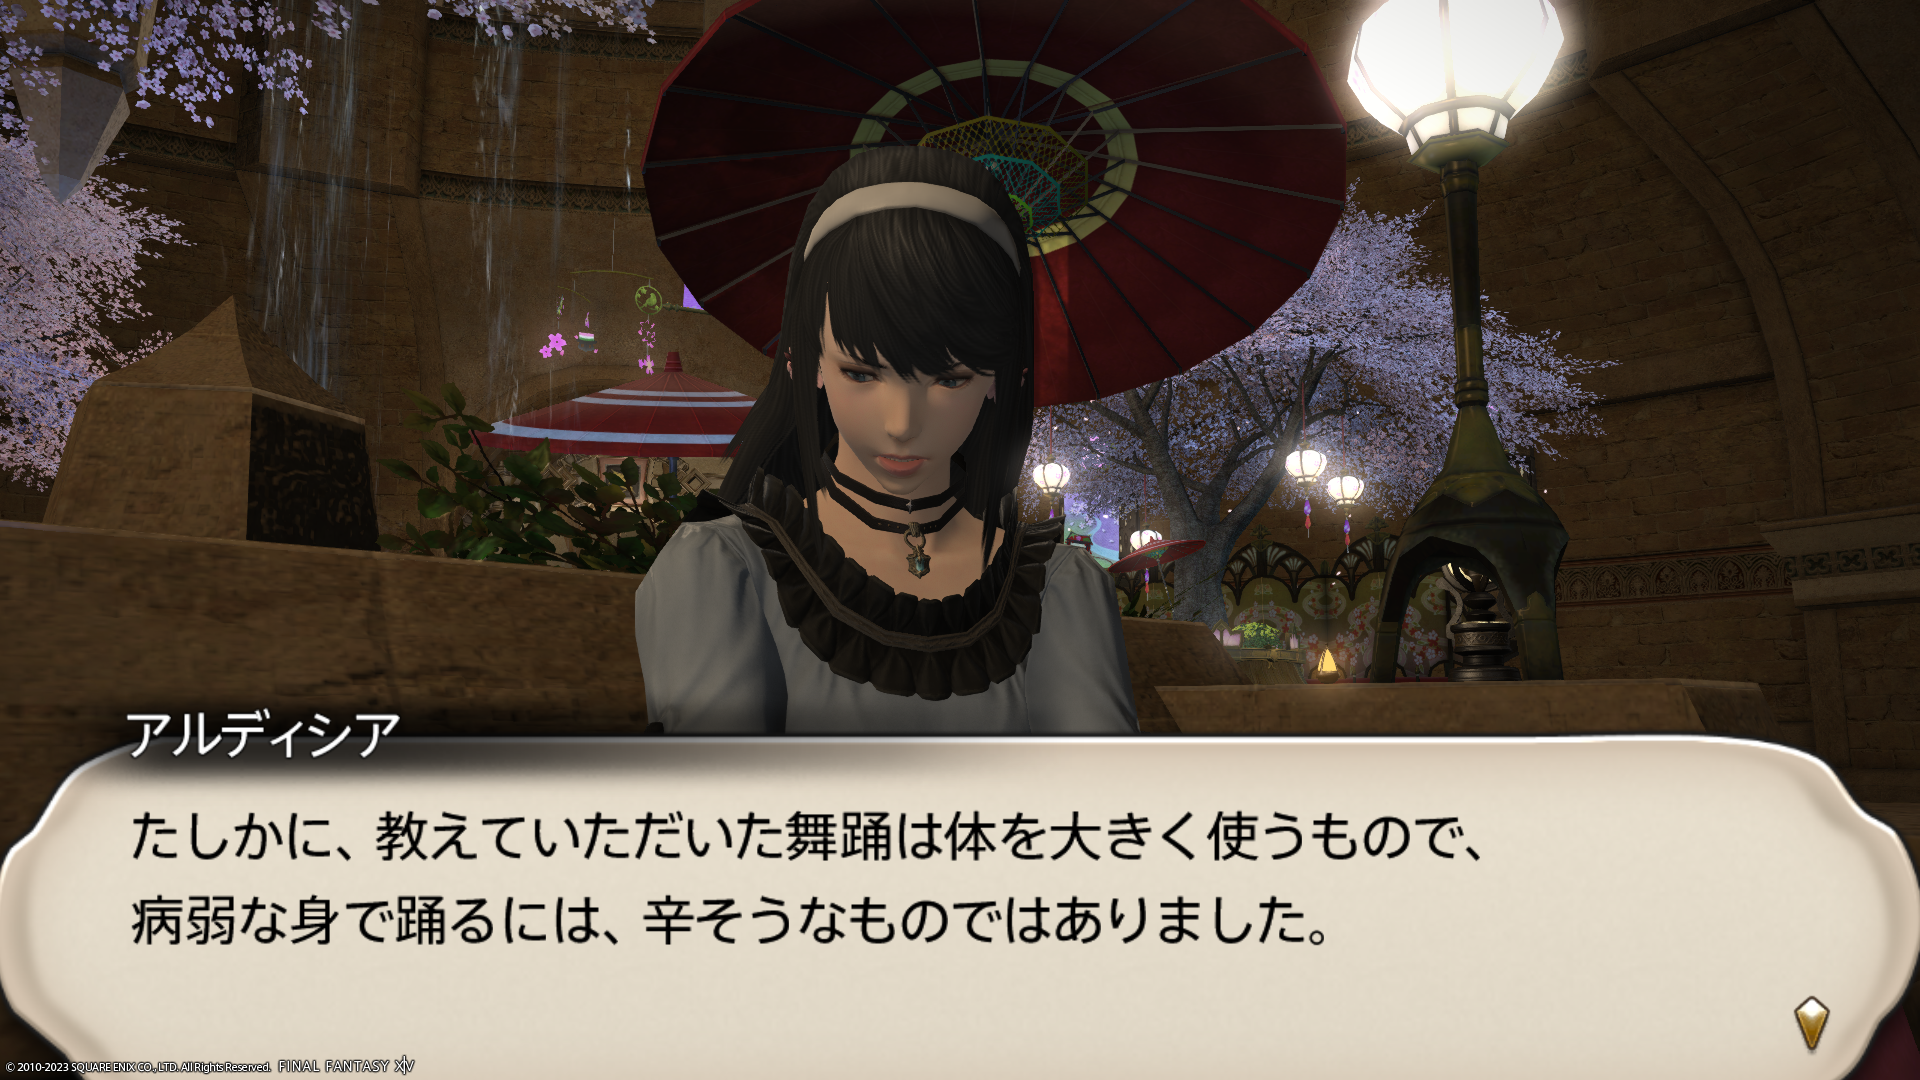 アルディシア
たしかに、教えていただいた舞踊は体を大きく使うもので、
病弱な身で踊るには、辛そうなものではありました。
© 2010-2023 SQUARE ENIX CO., LTD. All Rights Reserved. FINAL FANTASY XIV